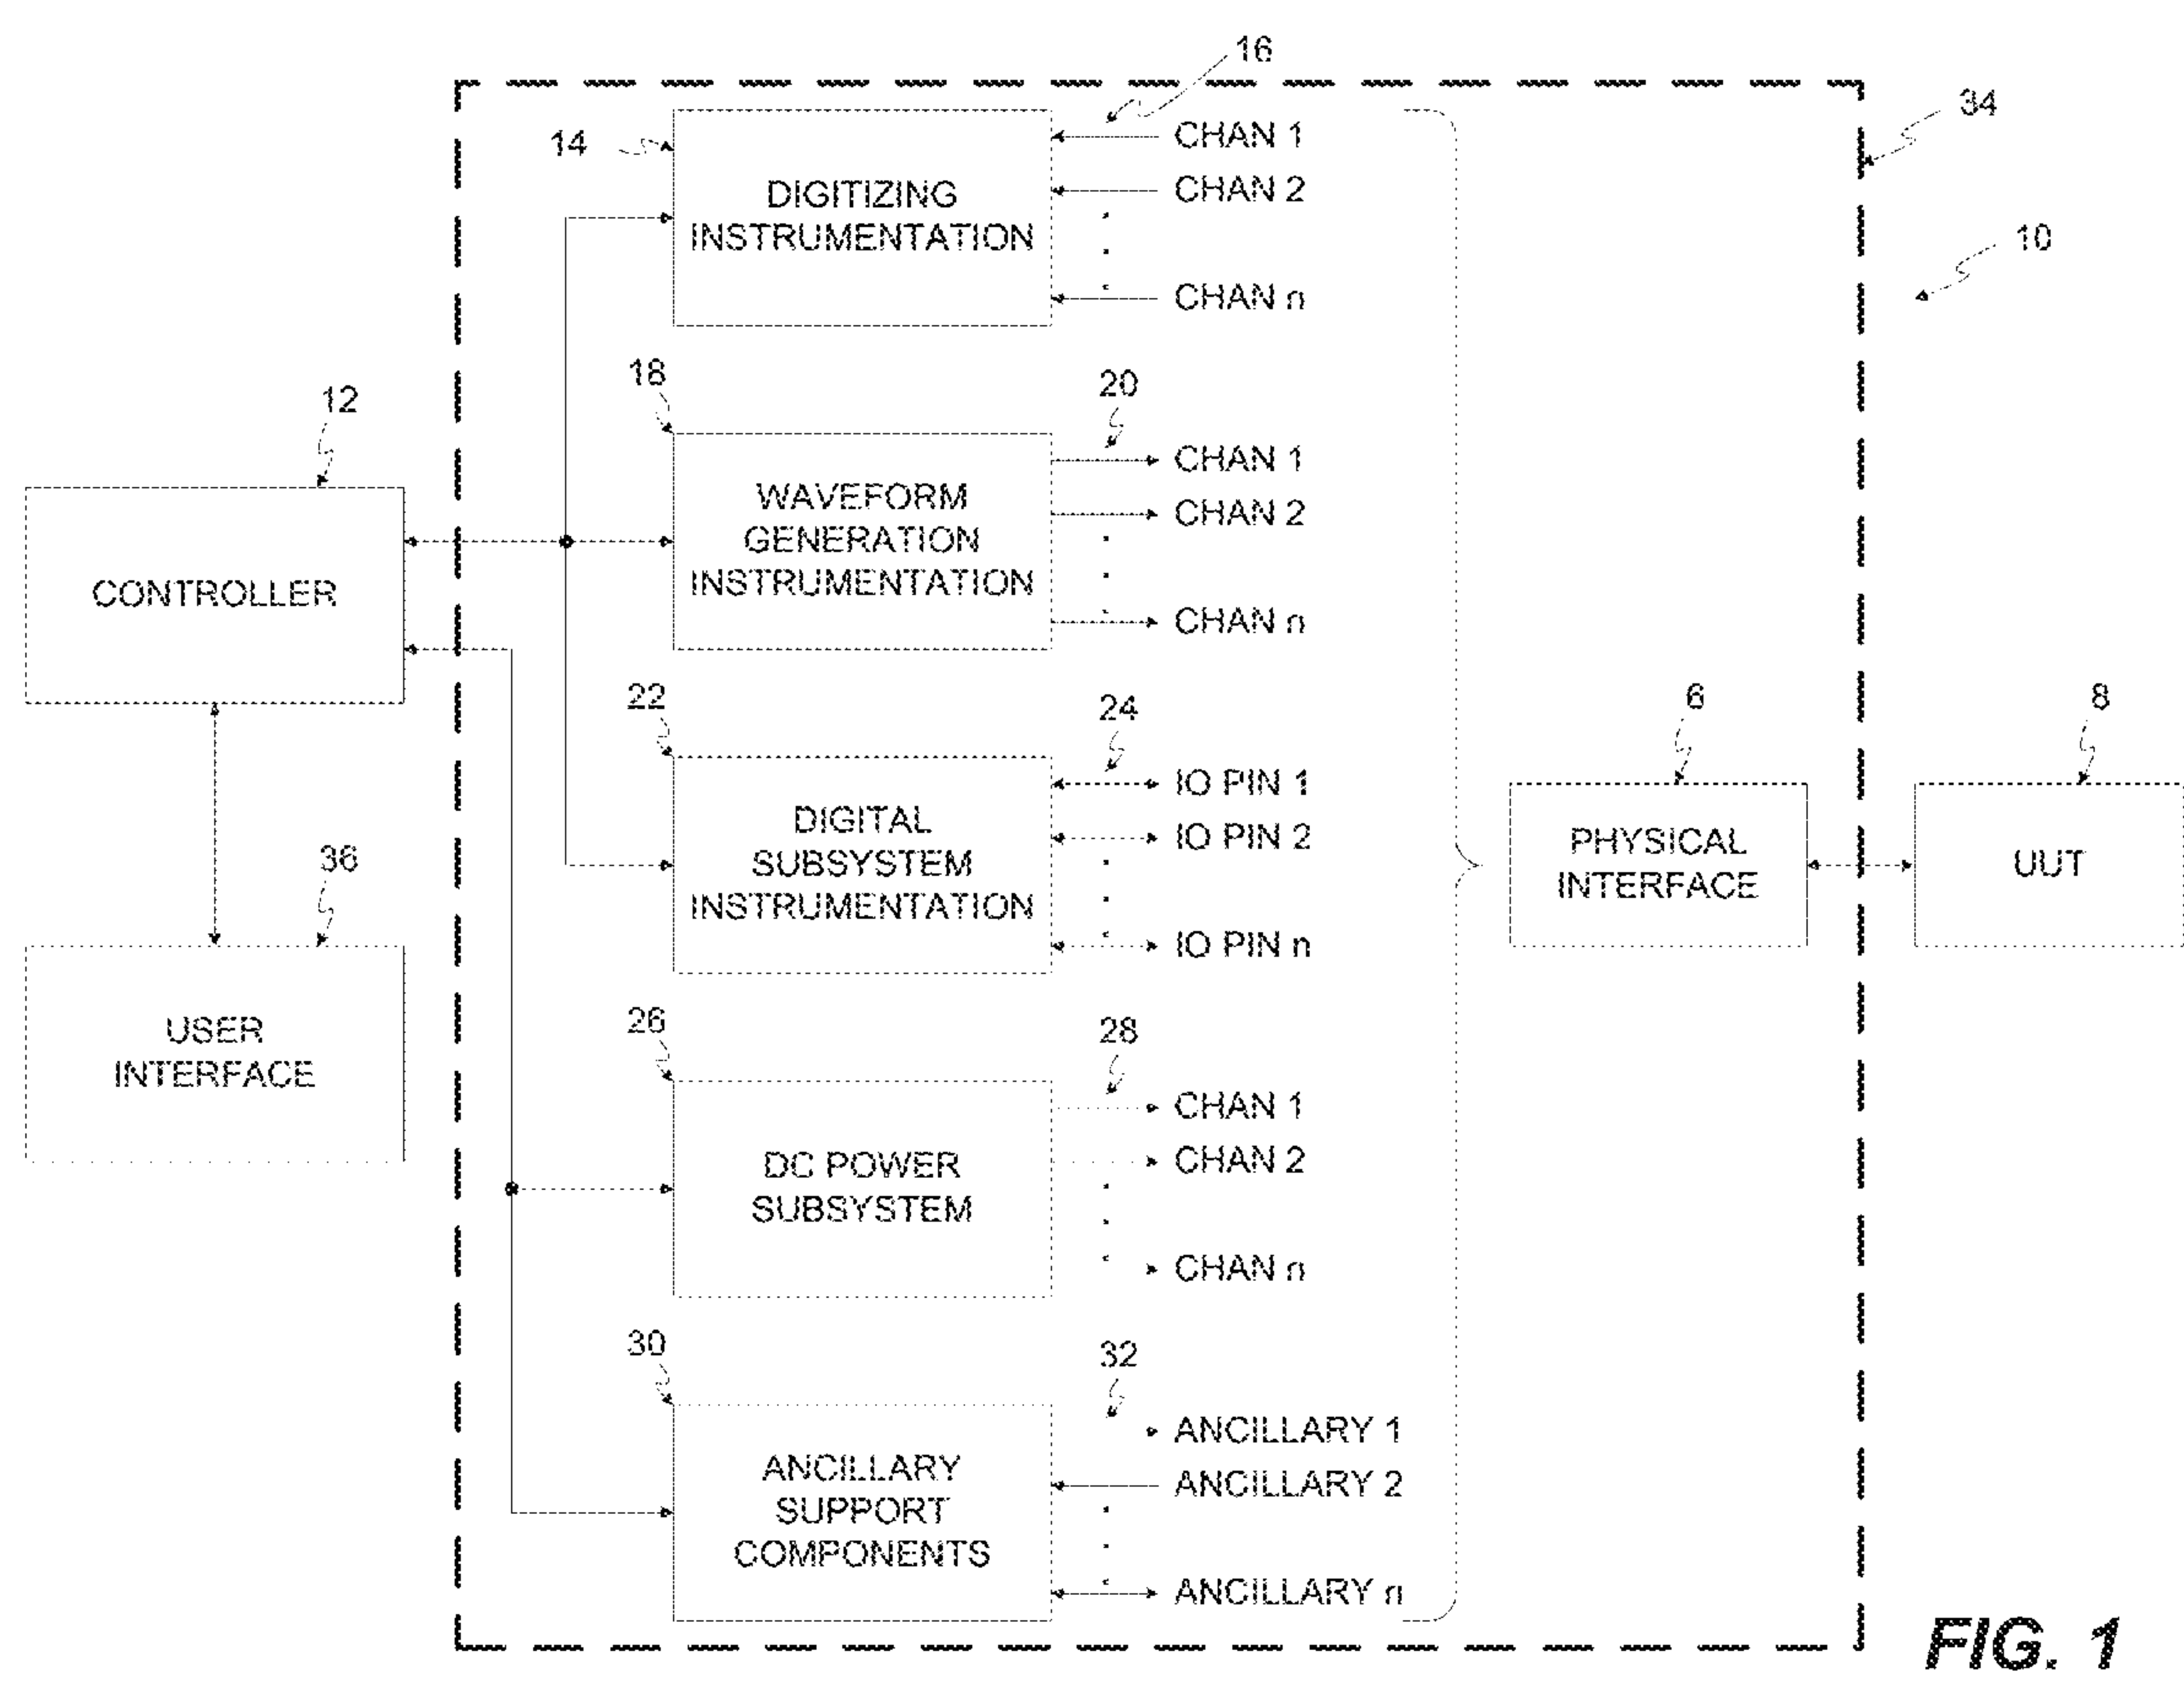 16
34
14
CHAN 1
CHAN 2
DIGITIZING
INSTRUMENTATION
CHAN n
10
18
20
12
CHAN 1
WAVEFORM
GENERATION
INSTRUMENTATION
CHAN 2
CHAN n
CONTROLLER
22
24
6
8
IO PIN 1
IO PIN 2
DIGITAL
SUBSYSTEM
INSTRUMENTATION
IO PIN n
PHYSICAL
INTERFACE
UUT
36
USER
INTERFACE
26
28
CHAN 1
CHAN 2
DC POWER
SUBSYSTEM
CHAN n
30
32
ANCILLARY 1
ANCILLARY 2
ANCILLARY
SUPPORT
COMPONENTS
ANCILLARY n
FIG. 1